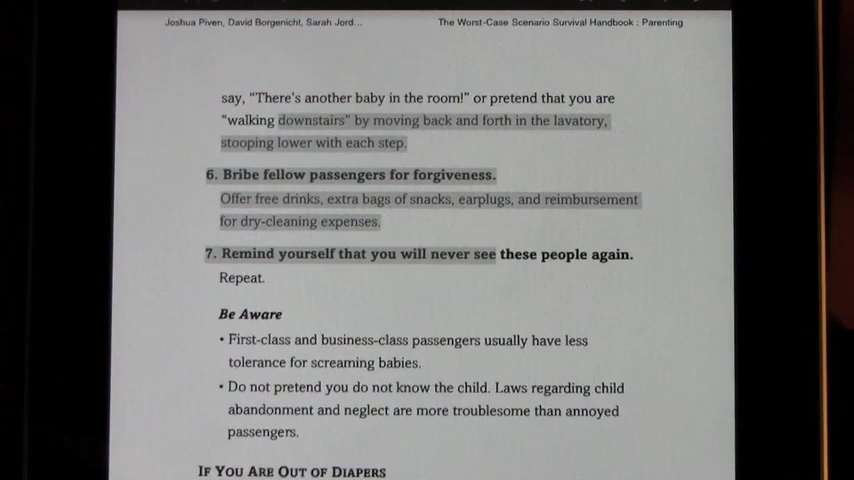 Joshua Piven, David Borgenicht, Sarah Jord... The Worst-Case Scenario Survival Handbook : Parenting
say, “There’s another baby in the room!” or pretend that you are
“walking downstairs” by moving back and forth in the lavatory,
stooping lower with each step.
6. Bribe fellow passengers for forgiveness.
Offer free drinks, extra bags of snacks, earplugs, and reimbursement
for dry-cleaning expenses.
7. Remind yourself that you will never see these people again.
Repeat.
Be Aware
• First-class and business-class passengers usually have less
tolerance for screaming babies.
• Do not pretend you do not know the child. Laws regarding child
abandonment and neglect are more troublesome than annoyed
passengers.
IF YOU ARE OUT OF DIAPERS